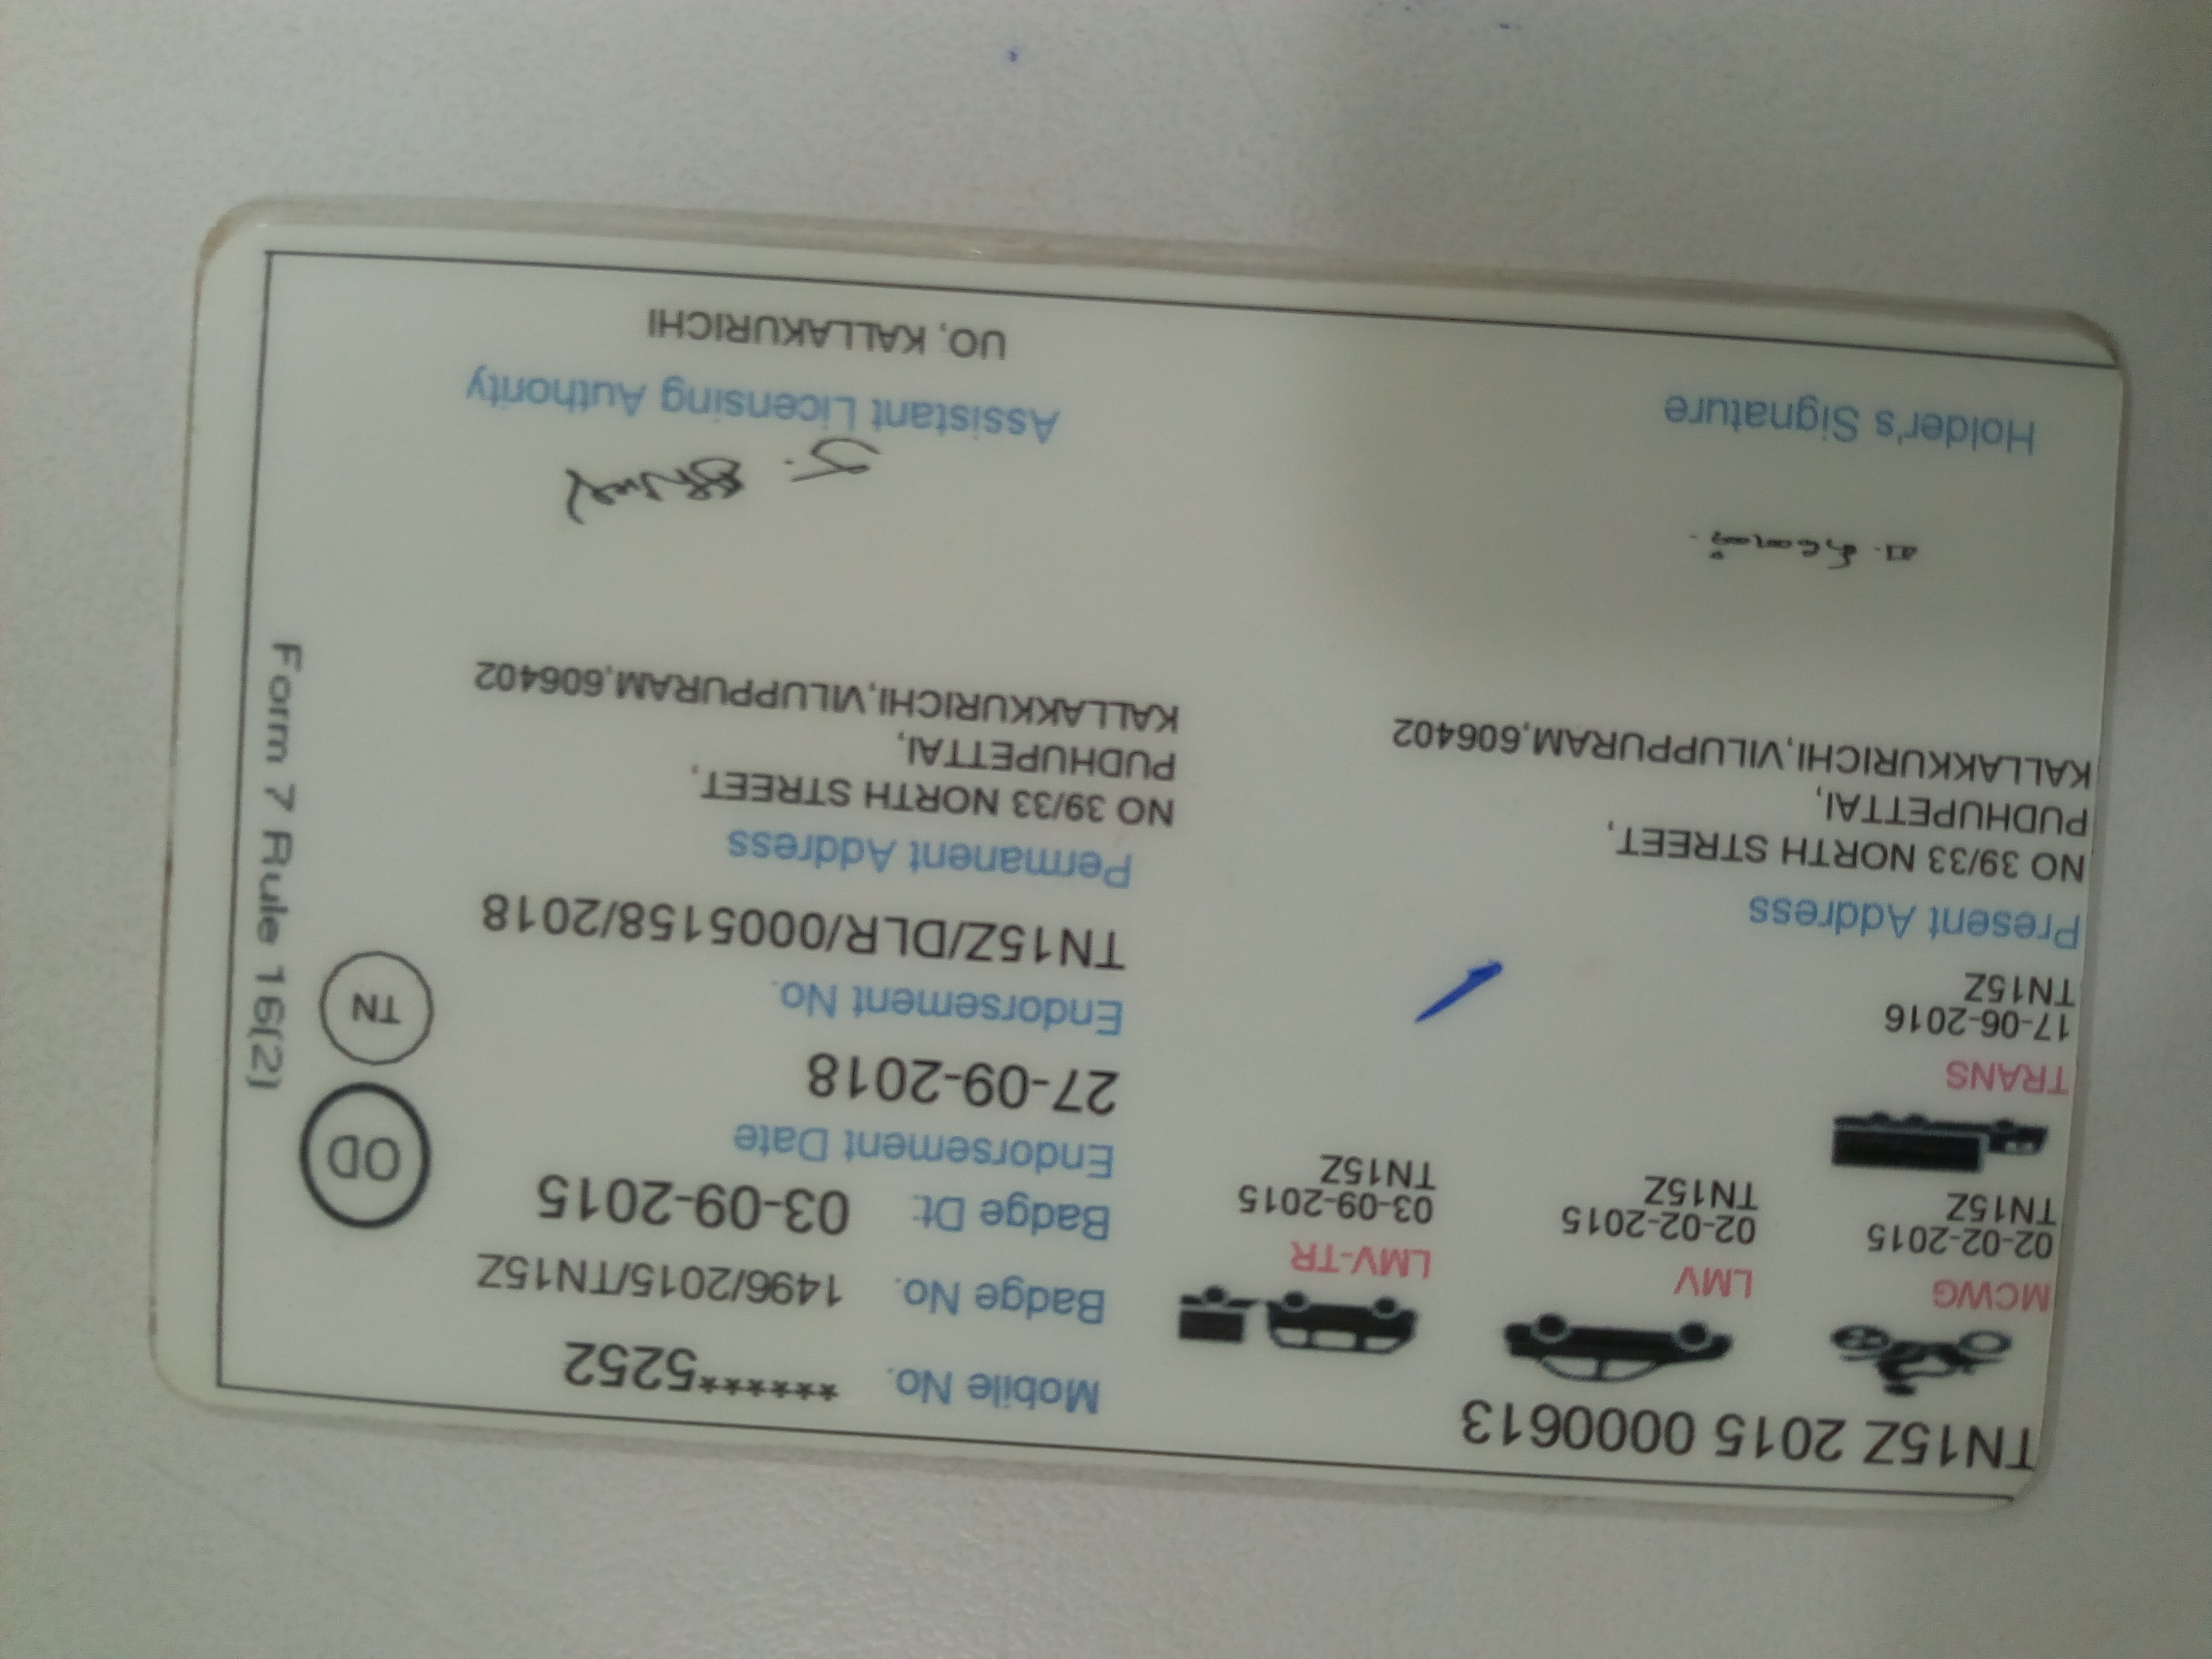 TN15Z 2015 0000613
MCWG
02-02-2015
TN15Z
LMV
02-02-2015
TN15Z
LMV-TR
03-09-2015
TN15Z
TRANS
17-06-2016
TN15Z
Present Address
NO 39/33 NORTH STREET,
PUDHUPETTAI,
KALLAKKURICHI,VILUPPURAM,606402
Holder's Signature
Mobile No. ******5252
Badge No. 1496/2015/TN15Z
Badge Dt. 03-09-2015
Endorsement Date
27-09-2018
Endorsement No.
TN15Z/DLR/0005158/2018
Permanent Address
NO 39/33 NORTH STREET,
PUDHUPETTAI,
KALLAKKURICHI,VILUPPURAM,606402
Assistant Licensing Authority
UO, KALLAKURICHI
OD
TN
Form 7 Rule 16(2)